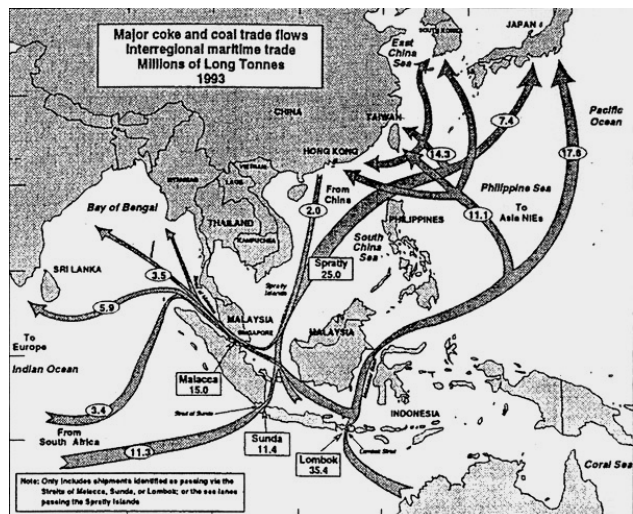 Major coke and coal trade flows
Interregional maritime trade
Millions of Long Tonnes
1993
SOUTH KOREA
JAPAN
East
China
Sea
CHINA
TAIWAN
7.4
Pacific
Ocean
HONG KONG
14.3
17.8
From
China
Philippine Sea
VIETNAM
LAOS
MYANMAR
2.0
To
Asia NIEs
11.1
Bay of Bengal
THAILAND
PHILIPPINES
KAMPUCHEA
South
China
Sea
Spratly
25.0
SRI LANKA
3.5
Spratly
Islands
5.9
MALAYSIA
SINGAPORE
MALAYSIA
To
Europe
Indian Ocean
Malacca
15.0
3.4
Strait of Sunda
INDONESIA
From
South Africa
Sunda
11.4
Lombok
35.4
Lombok Strait
11.3
Coral Sea
Note: Only includes shipments identified as passing via the
Straits of Malacca, Sunda, or Lombok; or the sea lanes
passing the Spratly Islands